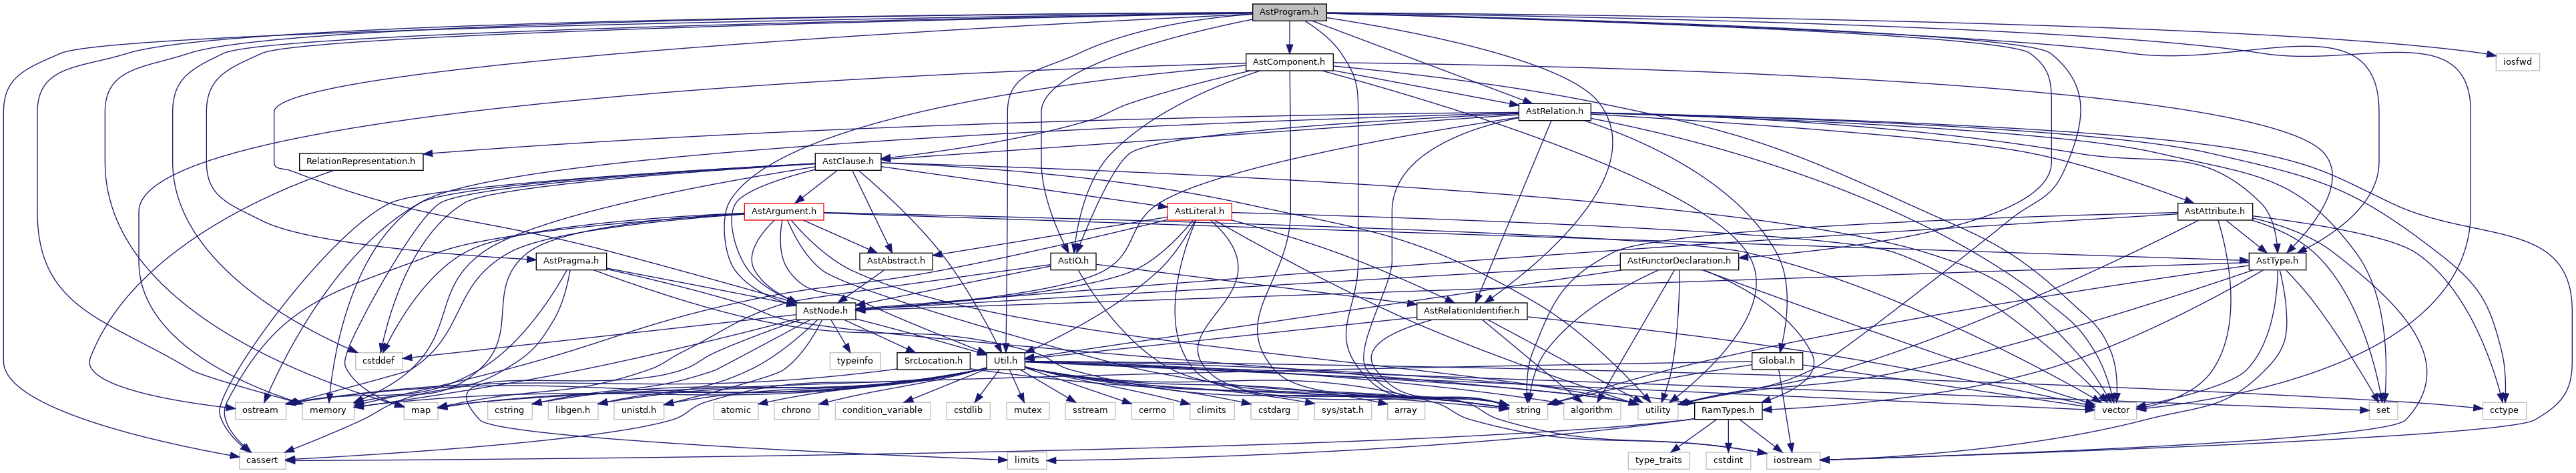 AstProgram.h
AstComponent.h
iosfwd
AstRelation.h
RelationRepresentation.h
AstClause.h
AstArgument.h
AstLiteral.h
AstAttribute.h
AstPragma.h
AstAbstract.h
AstIO.h
AstFunctorDeclaration.h
AstType.h
AstNode.h
AstRelationIdentifier.h
cstddef
typeinfo
SrcLocation.h
Util.h
Global.h
ostream
memory
map
cstring
libgen.h
unistd.h
atomic
chrono
condition_variable
cstdlib
mutex
sstream
cerrno
climits
cstdarg
sys/stat.h
array
string
algorithm
utility
RamTypes.h
vector
set
cctype
cassert
limits
type_traits
cstdint
iostream